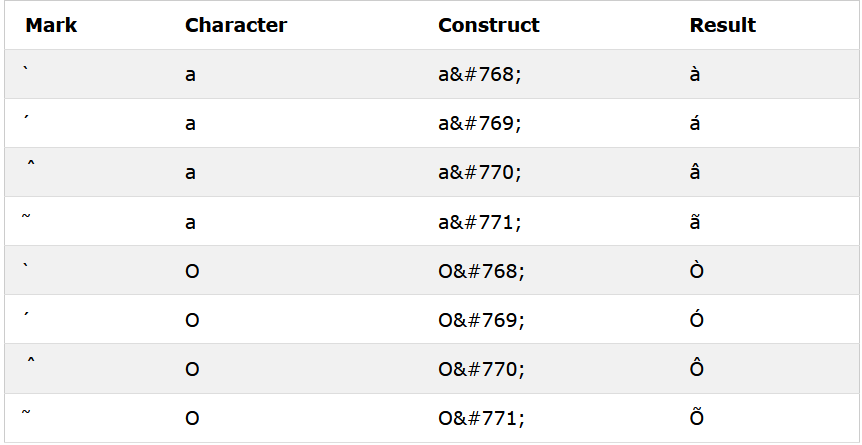 Mark Character Construct Result
̀ a a&#768; à
́ a a&#769; á
̂ a a&#770; â
̃ a a&#771; ã
̀ O O&#768; Ò
́ O O&#769; Ó
̂ O O&#770; Ô
̃ O O&#771; Õ